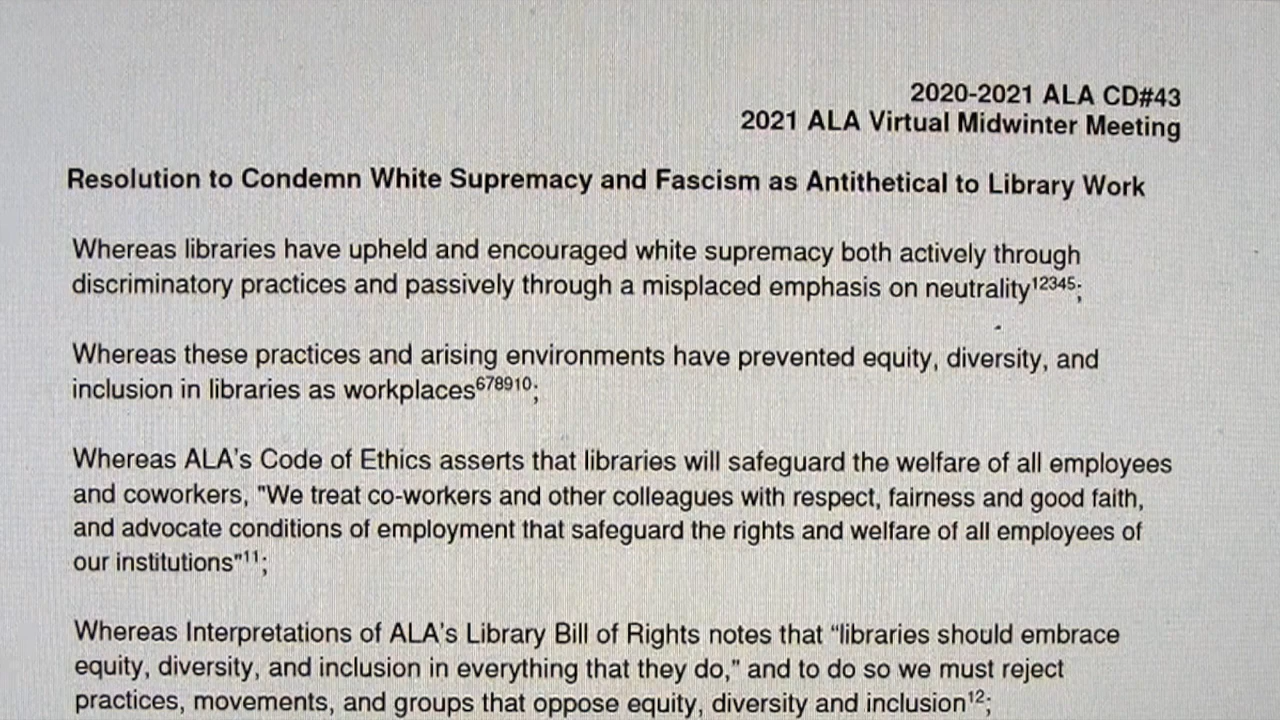 2020-2021 ALA CD#43
2021 ALA Virtual Midwinter Meeting
Resolution to Condemn White Supremacy and Fascism as Antithetical to Library Work
Whereas libraries have upheld and encouraged white supremacy both actively through
discriminatory practices and passively through a misplaced emphasis on neutrality¹²³⁴⁵;
Whereas these practices and arising environments have prevented equity, diversity, and
inclusion in libraries as workplaces⁶⁷⁸⁹¹⁰;
Whereas ALA's Code of Ethics asserts that libraries will safeguard the welfare of all employees
and coworkers, "We treat co-workers and other colleagues with respect, fairness and good faith,
and advocate conditions of employment that safeguard the rights and welfare of all employees of
our institutions"¹¹;
Whereas Interpretations of ALA's Library Bill of Rights notes that “libraries should embrace
equity, diversity, and inclusion in everything that they do,” and to do so we must reject
practices, movements, and groups that oppose equity, diversity and inclusion¹²;